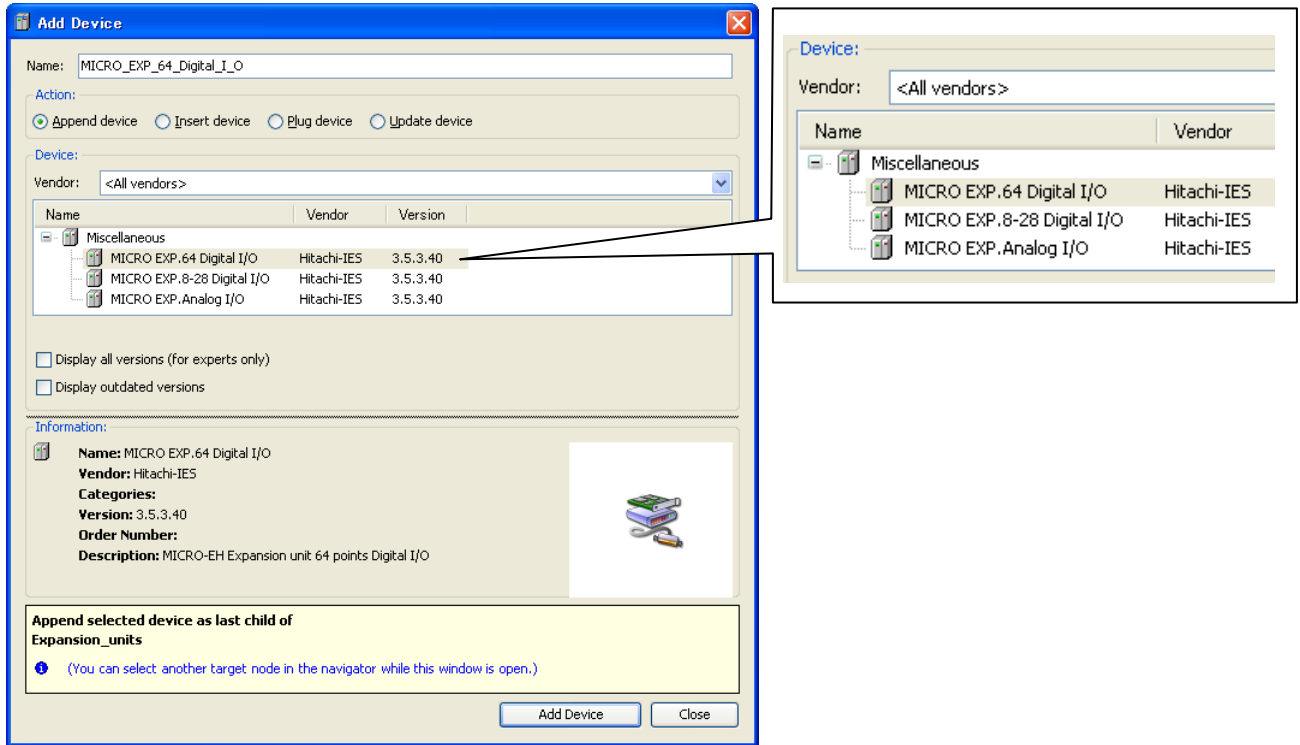 Add Device
Name: MICRO_EXP_64_Digital_I_O
Action:
Append device Insert device Plug device Update device
Device:
Vendor: <All vendors>
Name Vendor Version
Miscellaneous
MICRO EXP.64 Digital I/O Hitachi-IES 3.5.3.40
MICRO EXP.8-28 Digital I/O Hitachi-IES 3.5.3.40
MICRO EXP.Analog I/O Hitachi-IES 3.5.3.40
Display all versions (for experts only)
Display outdated versions
Information:
Name: MICRO EXP.64 Digital I/O
Vendor: Hitachi-IES
Categories:
Version: 3.5.3.40
Order Number:
Description: MICRO-EH Expansion unit 64 points Digital I/O
Append selected device as last child of
Expansion_units
(You can select another target node in the navigator while this window is open.)
Add Device Close
Device:
Vendor: <All vendors>
Name Vendor
Miscellaneous
MICRO EXP.64 Digital I/O Hitachi-IES
MICRO EXP.8-28 Digital I/O Hitachi-IES
MICRO EXP.Analog I/O Hitachi-IES